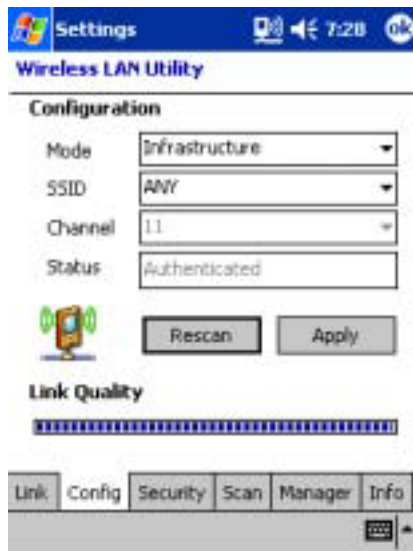 Settings 7:28 ok
Wireless LAN Utility
Configuration
Mode Infrastructure
SSID ANY
Channel 11
Status Authenticated
Rescan Apply
Link Quality
Link Config Security Scan Manager Info